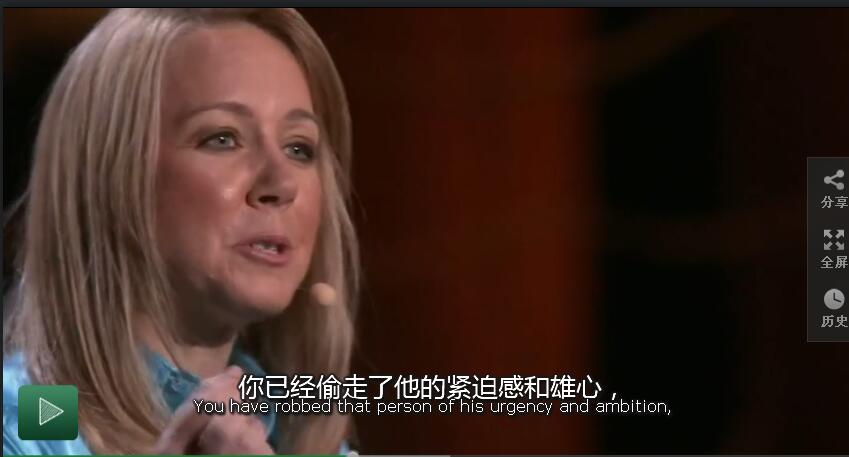 分享
全屏
历史
你已经偷走了他的紧迫感和雄心，
You have robbed that person of his urgency and ambition,